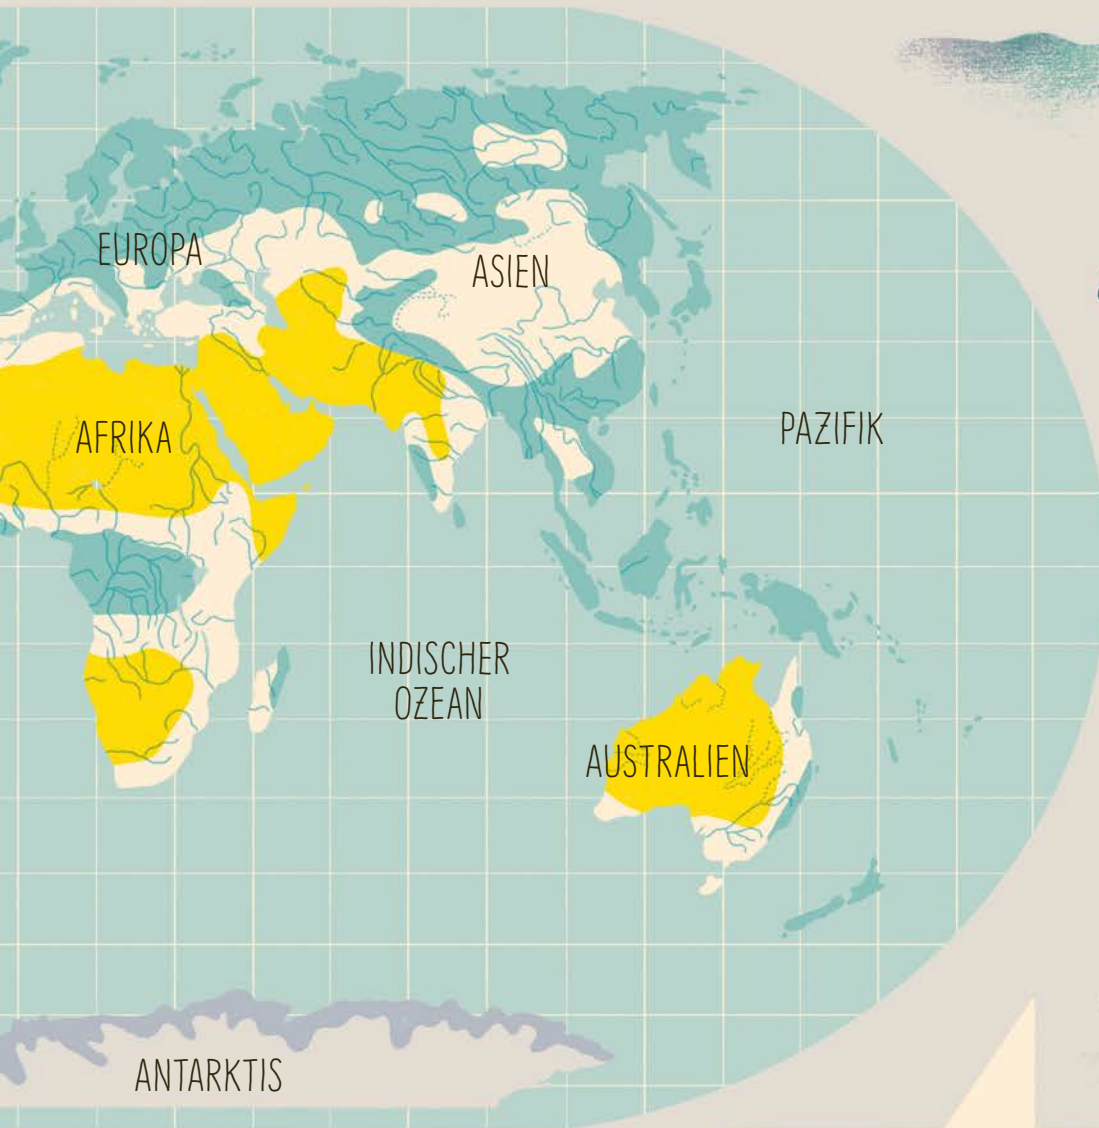 EUROPA
ASIEN
AFRIKA
PAZIFIK
INDISCHER
OZEAN
AUSTRALIEN
ANTARKTIS